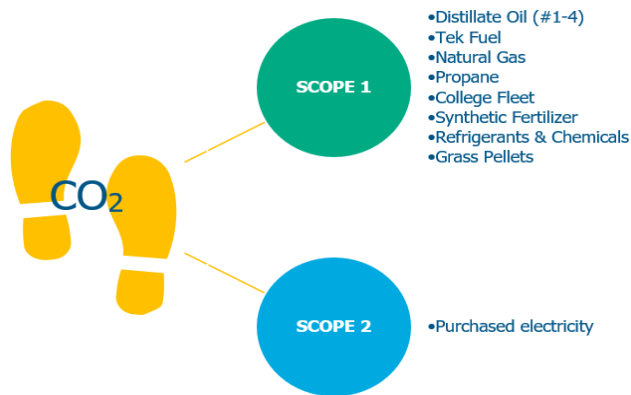 CO₂
SCOPE 1
•Distillate Oil (#1-4)
•Tek Fuel
•Natural Gas
•Propane
•College Fleet
•Synthetic Fertilizer
•Refrigerants & Chemicals
•Grass Pellets
SCOPE 2
•Purchased electricity